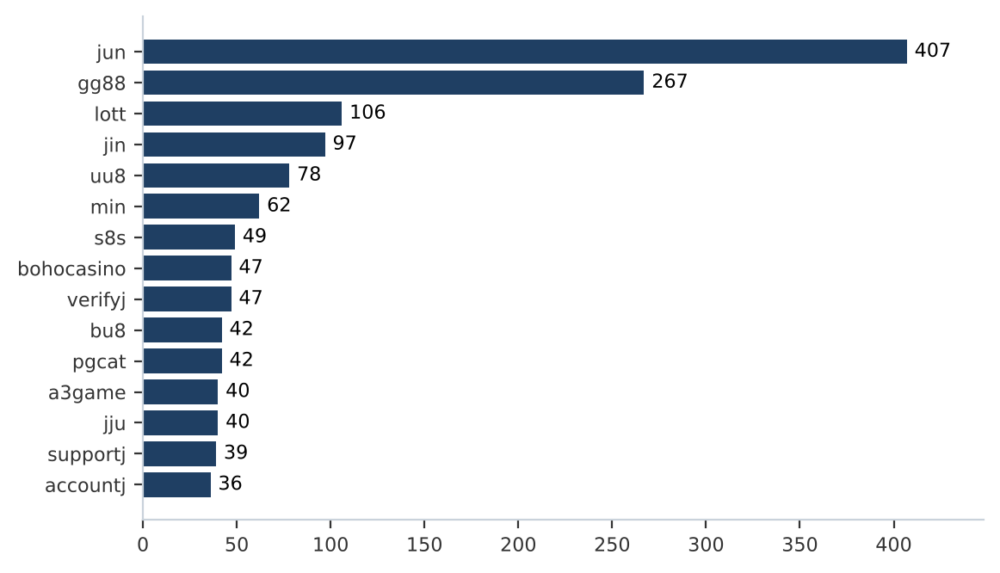 jun 407
gg88 267
lott 106
jin 97
uu8 78
min 62
s8s 49
bohocasino 47
verifyj 47
bu8 42
pgcat 42
a3game 40
jju 40
supportj 39
accountj 36
0 50 100 150 200 250 300 350 400